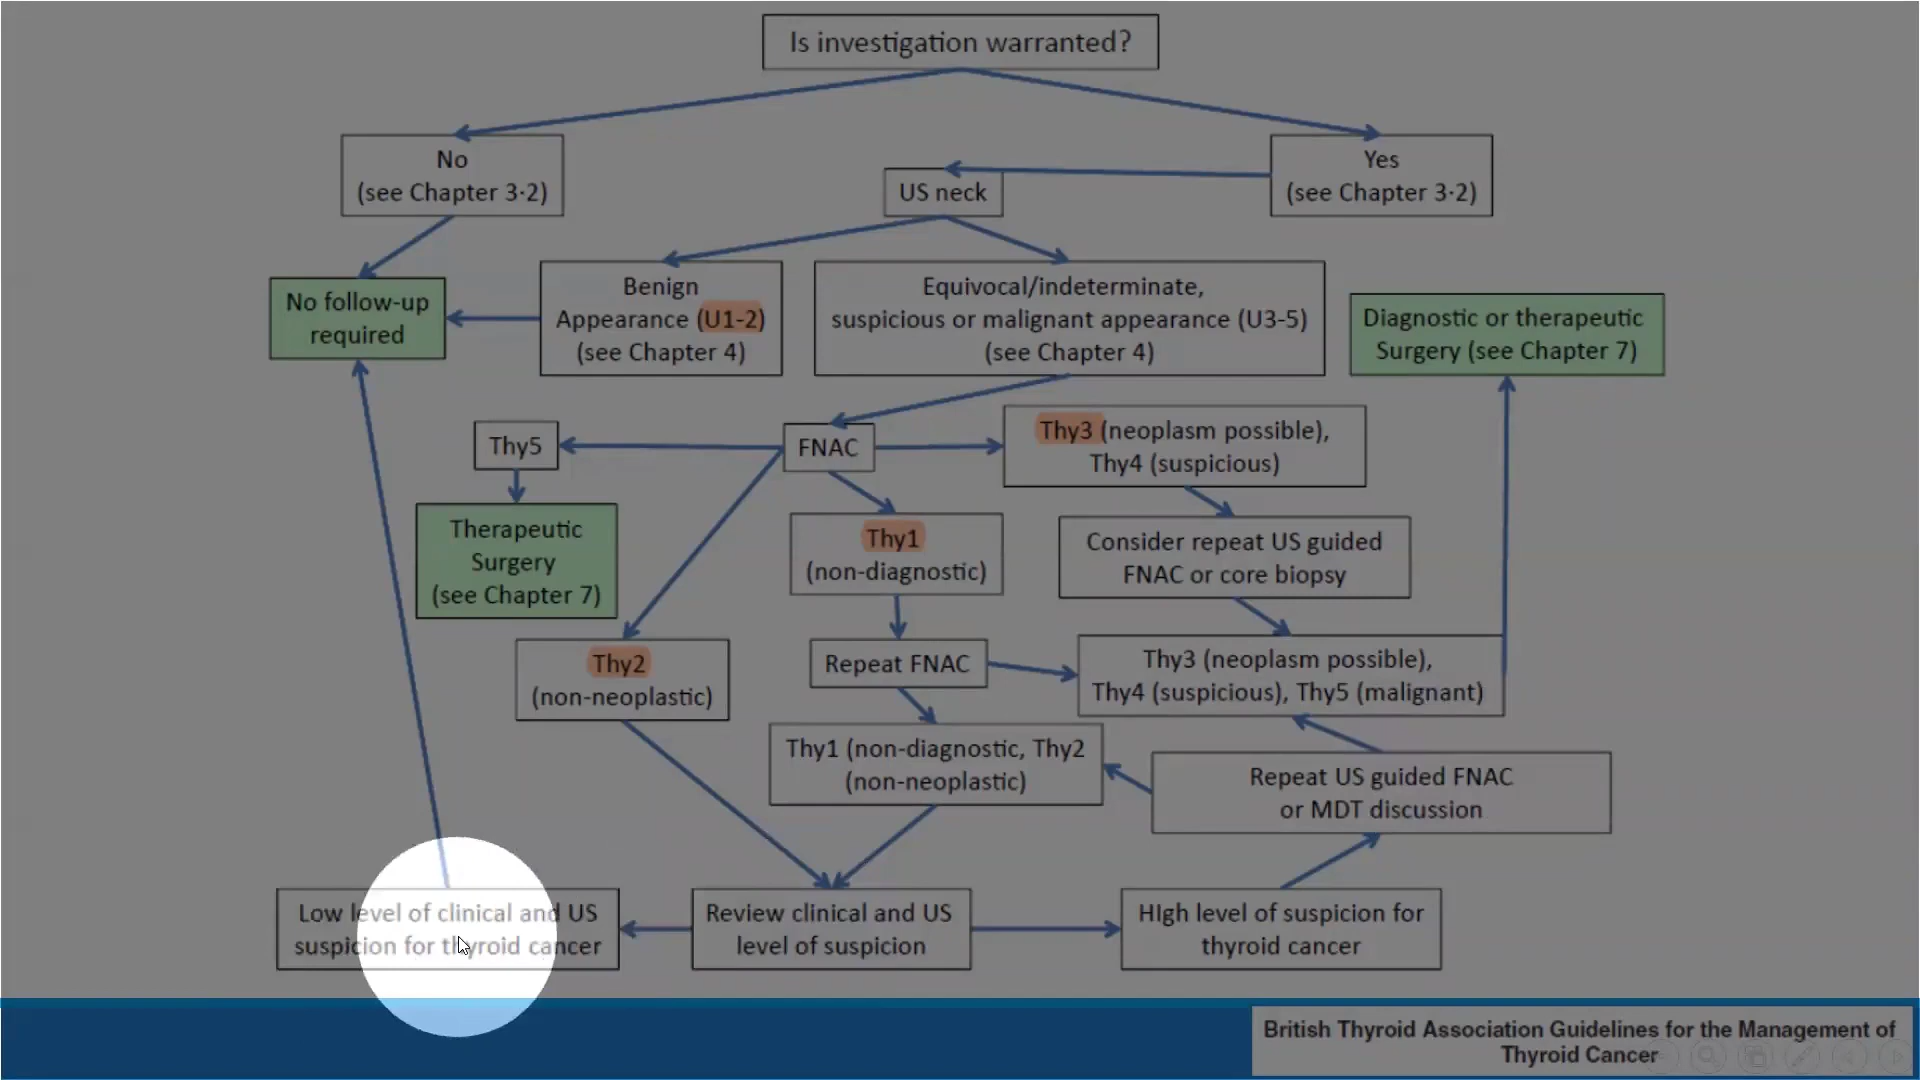 Is investigation warranted?
No
(see Chapter 3·2)
US neck
Yes
(see Chapter 3·2)
No follow-up
required
Benign
Appearance (U1-2)
(see Chapter 4)
Equivocal/indeterminate,
suspicious or malignant appearance (U3-5)
(see Chapter 4)
Diagnostic or therapeutic
Surgery (see Chapter 7)
Thy5
FNAC
Thy3 (neoplasm possible),
Thy4 (suspicious)
Therapeutic
Surgery
(see Chapter 7)
Thy1
(non-diagnostic)
Consider repeat US guided
FNAC or core biopsy
Thy2
(non-neoplastic)
Repeat FNAC
Thy3 (neoplasm possible),
Thy4 (suspicious), Thy5 (malignant)
Thy1 (non-diagnostic, Thy2
(non-neoplastic)
Repeat US guided FNAC
or MDT discussion
Low level of clinical and US
suspicion for thyroid cancer
Review clinical and US
level of suspicion
HIgh level of suspicion for
thyroid cancer
British Thyroid Association Guidelines for the Management of
Thyroid Cancer